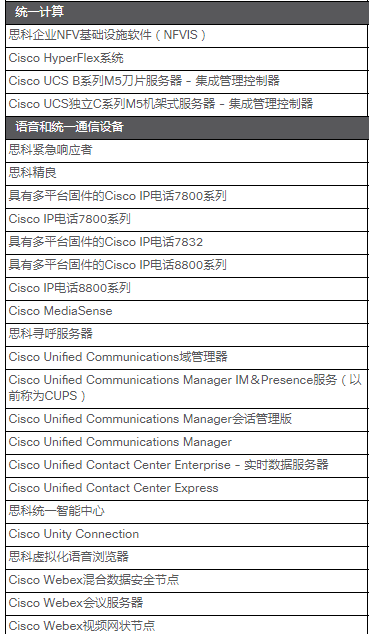 统一计算
思科企业NFV基础设施软件（NFVIS）
Cisco HyperFlex系统
Cisco UCS B系列M5刀片服务器 - 集成管理控制器
Cisco UCS独立C系列M5机架式服务器 - 集成管理控制器
语音和统一通信设备
思科紧急响应者
思科精良
具有多平台固件的Cisco IP电话7800系列
Cisco IP电话7800系列
具有多平台固件的Cisco IP电话7832
具有多平台固件的Cisco IP电话8800系列
Cisco IP电话8800系列
Cisco MediaSense
思科寻呼服务器
Cisco Unified Communications域管理器
Cisco Unified Communications Manager IM＆Presence服务（以
前称为CUPS）
Cisco Unified Communications Manager会话管理版
Cisco Unified Communications Manager
Cisco Unified Contact Center Enterprise - 实时数据服务器
Cisco Unified Contact Center Express
思科统一智能中心
Cisco Unity Connection
思科虚拟化语音浏览器
Cisco Webex混合数据安全节点
Cisco Webex会议服务器
Cisco Webex视频网状节点